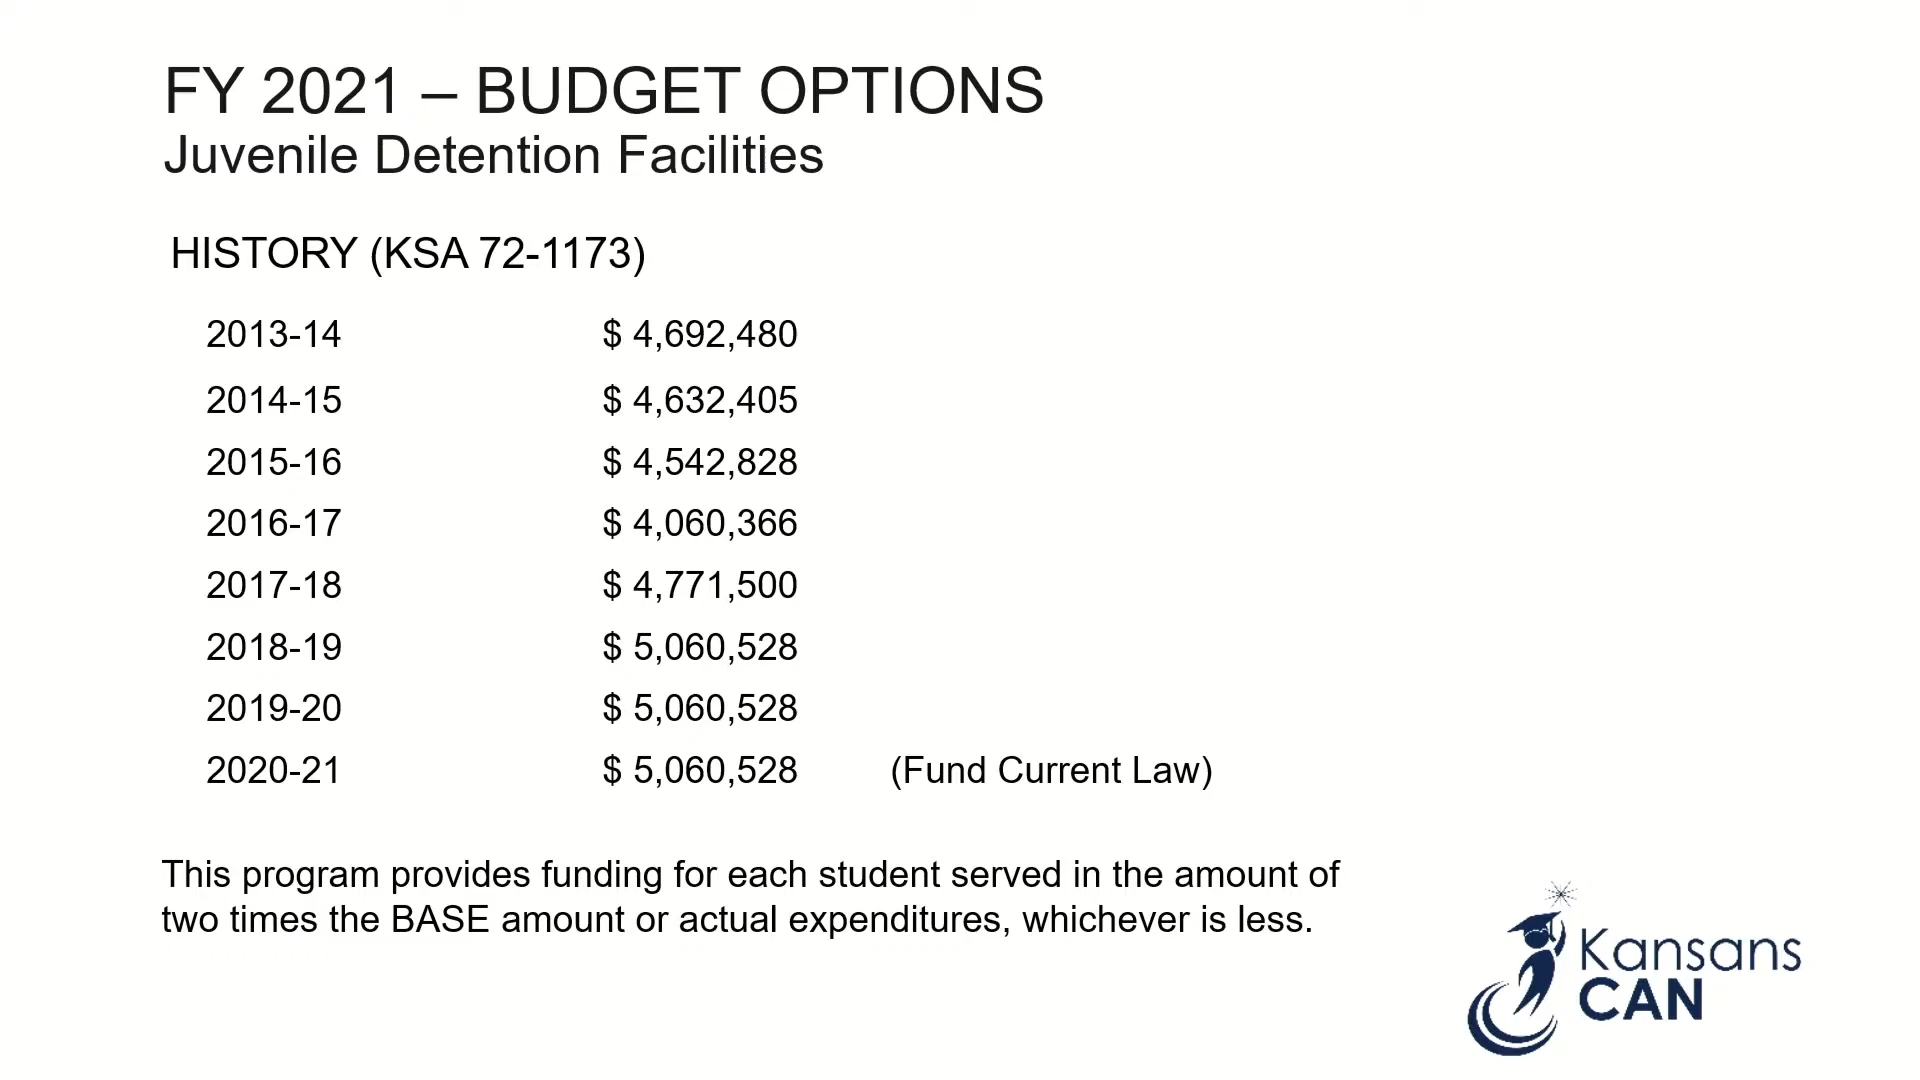 FY 2021 – BUDGET OPTIONS
Juvenile Detention Facilities
HISTORY (KSA 72-1173)
2013-14 $ 4,692,480
2014-15 $ 4,632,405
2015-16 $ 4,542,828
2016-17 $ 4,060,366
2017-18 $ 4,771,500
2018-19 $ 5,060,528
2019-20 $ 5,060,528
2020-21 $ 5,060,528 (Fund Current Law)
This program provides funding for each student served in the amount of
two times the BASE amount or actual expenditures, whichever is less.
Kansans
CAN